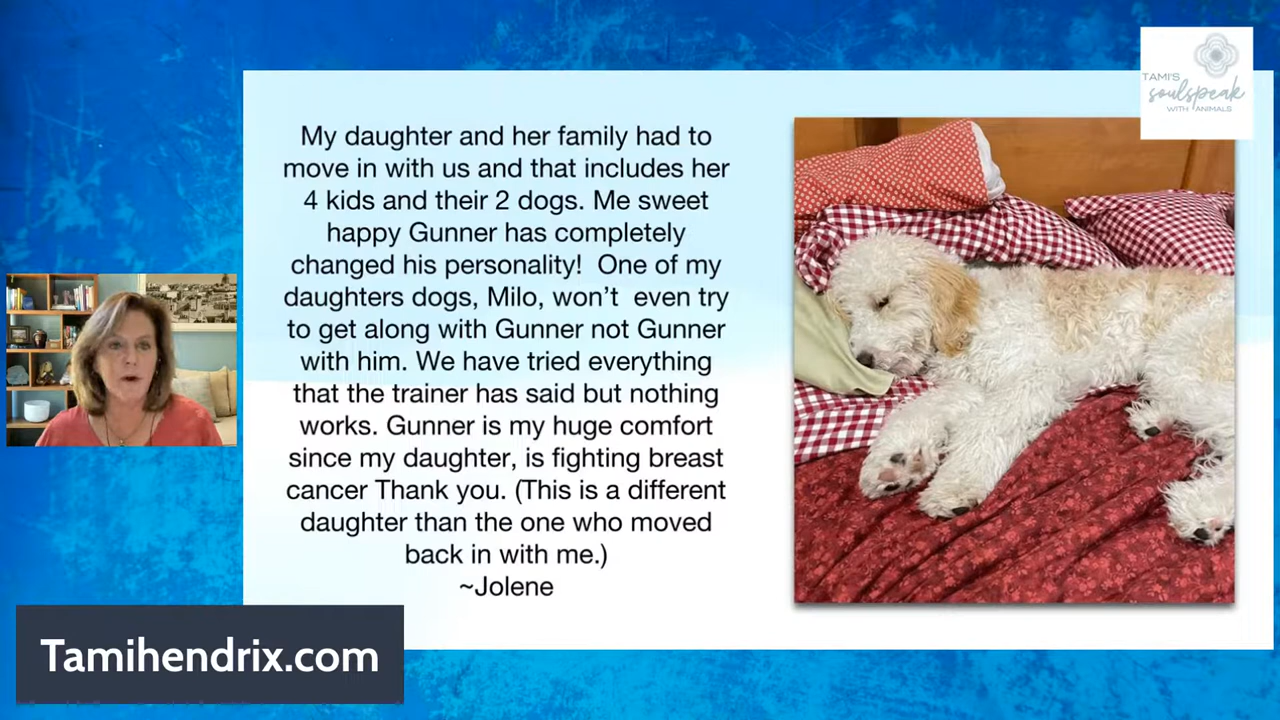 TAMI'S
soulspeak
WITH ANIMALS
My daughter and her family had to
move in with us and that includes her
4 kids and their 2 dogs. Me sweet
happy Gunner has completely
changed his personality!  One of my
daughters dogs, Milo, won’t  even try
to get along with Gunner not Gunner
with him. We have tried everything
that the trainer has said but nothing
works. Gunner is my huge comfort
since my daughter, is fighting breast
cancer Thank you. (This is a different
daughter than the one who moved
back in with me.)
~Jolene
Tamihendrix.com